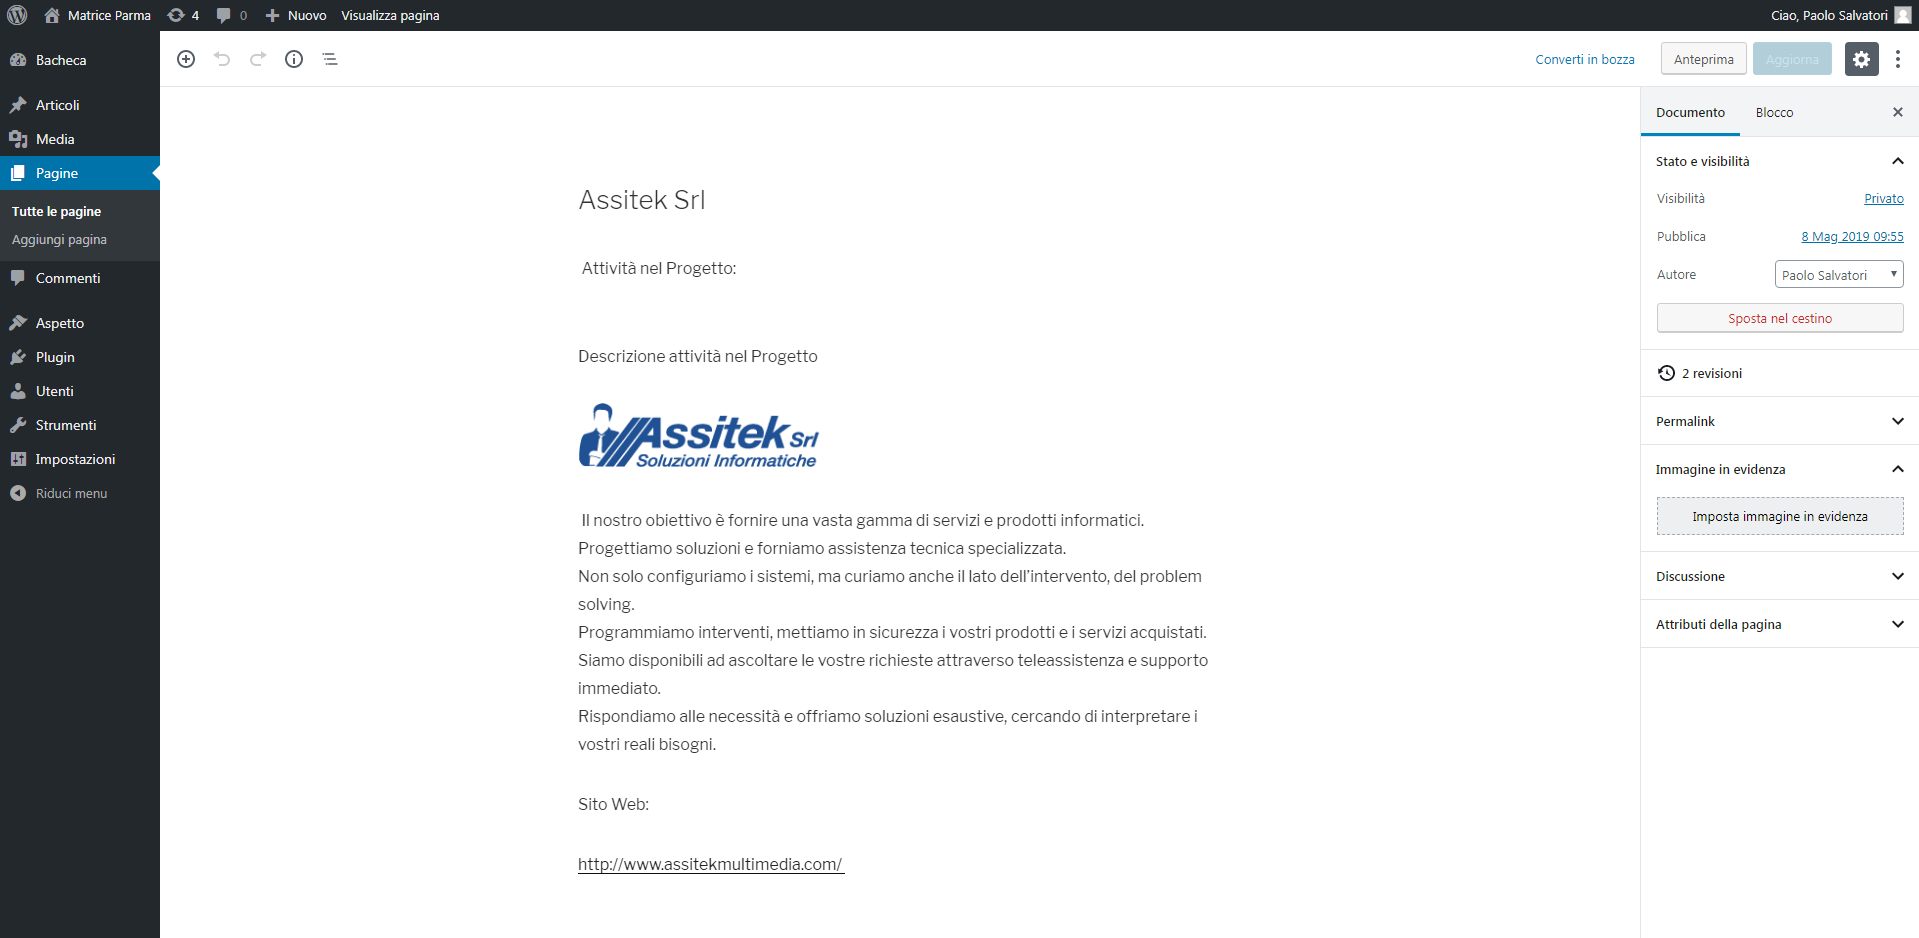 Matrice Parma 4 0 Nuovo Visualizza pagina Ciao, Paolo Salvatori
Bacheca
Articoli
Media
Pagine
Tutte le pagine
Aggiungi pagina
Commenti
Aspetto
Plugin
Utenti
Strumenti
Impostazioni
Riduci menu
Converti in bozza Anteprima Aggiorna
Assitek Srl
Attività nel Progetto:
Descrizione attività nel Progetto
Assitek Srl
Soluzioni Informatiche
Il nostro obiettivo è fornire una vasta gamma di servizi e prodotti informatici.
Progettiamo soluzioni e forniamo assistenza tecnica specializzata.
Non solo configuriamo i sistemi, ma curiamo anche il lato dell’intervento, del problem
solving.
Programmiamo interventi, mettiamo in sicurezza i vostri prodotti e i servizi acquistati.
Siamo disponibili ad ascoltare le vostre richieste attraverso teleassistenza e supporto
immediato.
Rispondiamo alle necessità e offriamo soluzioni esaustive, cercando di interpretare i
vostri reali bisogni.
Sito Web:
http://www.assitekmultimedia.com/
Documento Blocco
Stato e visibilità
Visibilità Privato
Pubblica 8 Mag 2019 09:55
Autore Paolo Salvatori
Sposta nel cestino
2 revisioni
Permalink
Immagine in evidenza
Imposta immagine in evidenza
Discussione
Attributi della pagina